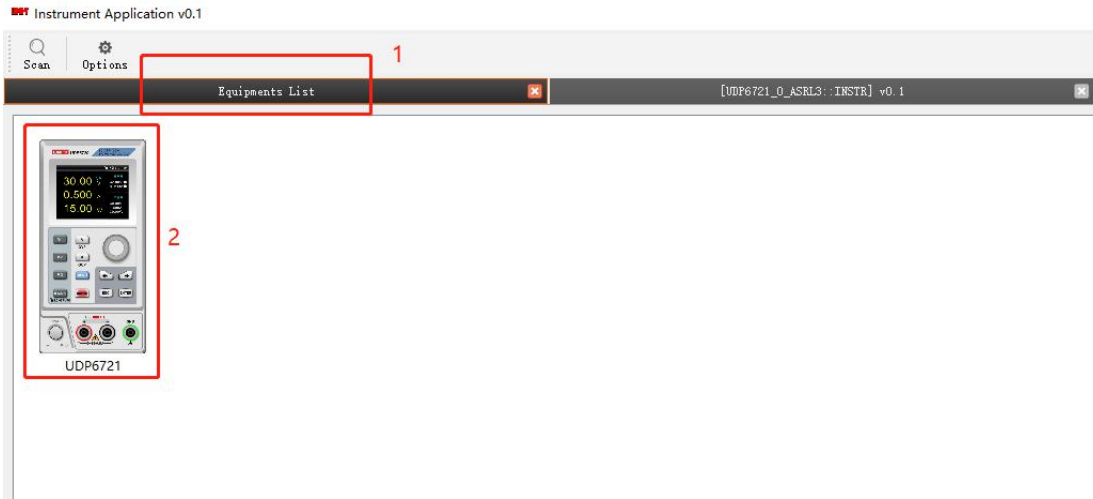 Instrument Application v0.1
Scan
Options
1
Equipments List
[UDP6721_0_ASRL3::INSTR] v0.1
30.00
0.500
15.00
2
UDP6721